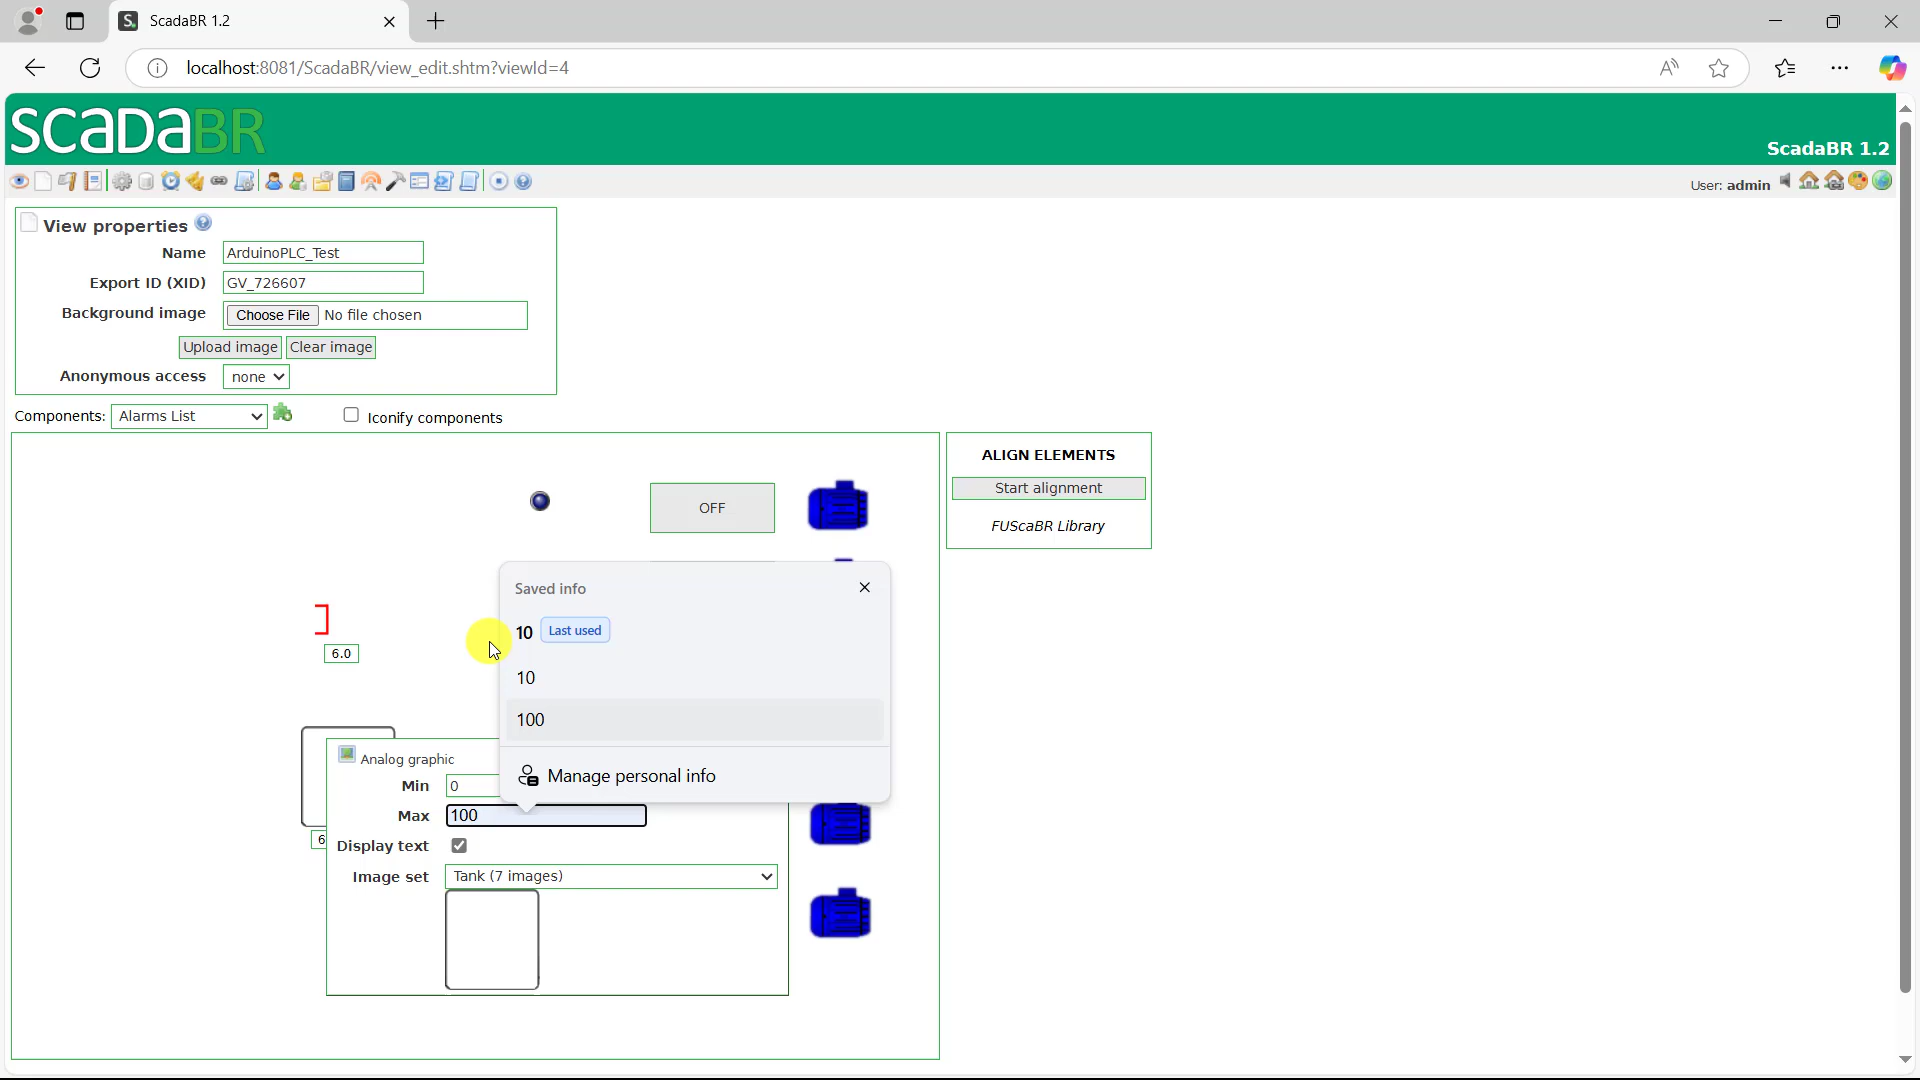 ScadaBR 1.2
localhost:8081/ScadaBR/view_edit.shtm?viewId=4
SCADABR
ScadaBR 1.2
User: admin
View properties
Name ArduinoPLC_Test
Export ID (XID) GV_726607
Background image Choose File No file chosen
Upload image Clear image
Anonymous access none
Components: Alarms List Iconify components
ALIGN ELEMENTS
Start alignment
FUScaBR Library
OFF
6.0
Saved info
10 Last used
10
100
Manage personal info
Analog graphic
Min 0
Max 100
6
Display text
Image set Tank (7 images)